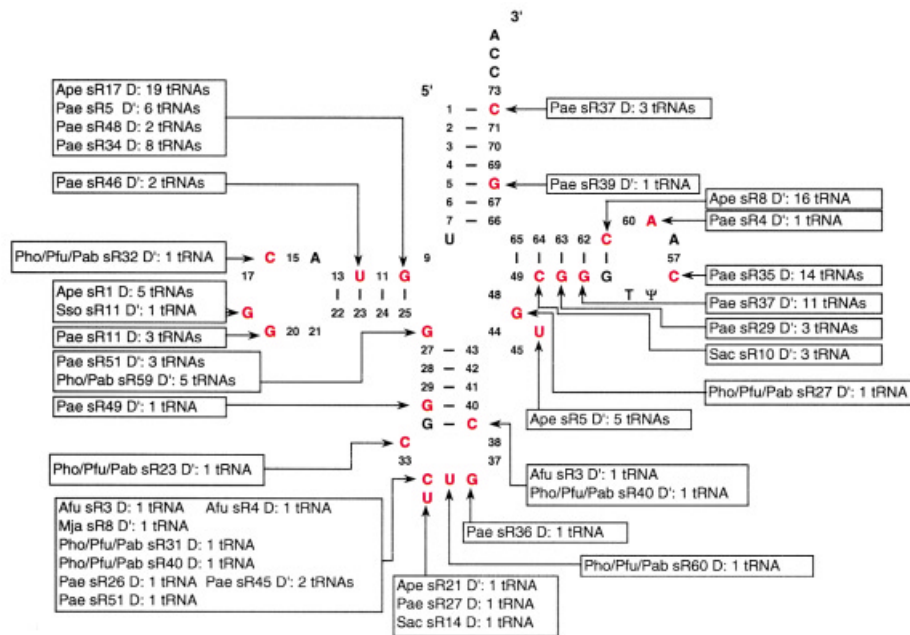 3'
A
C
C
73
5'
1 – C
2 – 71
3 – 70
4 – 69
5 – G
6 – 67
7 – 66
U
Ape sR17 D: 19 tRNAs
Pae sR5 D': 6 tRNAs
Pae sR48 D: 2 tRNAs
Pae sR34 D: 8 tRNAs
Pae sR46 D': 2 tRNAs
Pho/Pfu/Pab sR32 D': 1 tRNA
Ape sR1 D: 5 tRNAs
Sso sR11 D': 1 tRNA
Pae sR11 D: 3 tRNAs
Pae sR51 D': 3 tRNAs
Pho/Pab sR59 D': 5 tRNAs
Pae sR49 D': 1 tRNA
Pho/Pfu/Pab sR23 D': 1 tRNA
Afu sR3 D: 1 tRNA Afu sR4 D: 1 tRNA
Mja sR8 D': 1 tRNA
Pho/Pfu/Pab sR31 D: 1 tRNA
Pho/Pfu/Pab sR40 D': 1 tRNA
Pae sR26 D: 1 tRNA Pae sR45 D': 2 tRNAs
Pae sR51 D: 1 tRNA
C 15 A
17
13 U 11 G 9
22 23 24 25
G
G 20 21
G
27 – 43
28 – 42
29 – 41
G – 40
G – C
C 38
33 37
C U G
U
65 64 63 62 C 60 A
A
57
49 C G G G C
T Ψ
48
G
44 U
45
Pae sR37 D: 3 tRNAs
Pae sR39 D': 1 tRNA
Ape sR8 D': 16 tRNA
Pae sR4 D': 1 tRNA
Pae sR35 D: 14 tRNAs
Pae sR37 D': 11 tRNAs
Pae sR29 D': 3 tRNAs
Sac sR10 D': 3 tRNA
Pho/Pfu/Pab sR27 D': 1 tRNA
Ape sR5 D': 5 tRNAs
Afu sR3 D': 1 tRNA
Pho/Pfu/Pab sR40 D': 1 tRNA
Pae sR36 D: 1 tRNA
Pho/Pfu/Pab sR60 D': 1 tRNA
Ape sR21 D': 1 tRNA
Pae sR27 D: 1 tRNA
Sac sR14 D: 1 tRNA